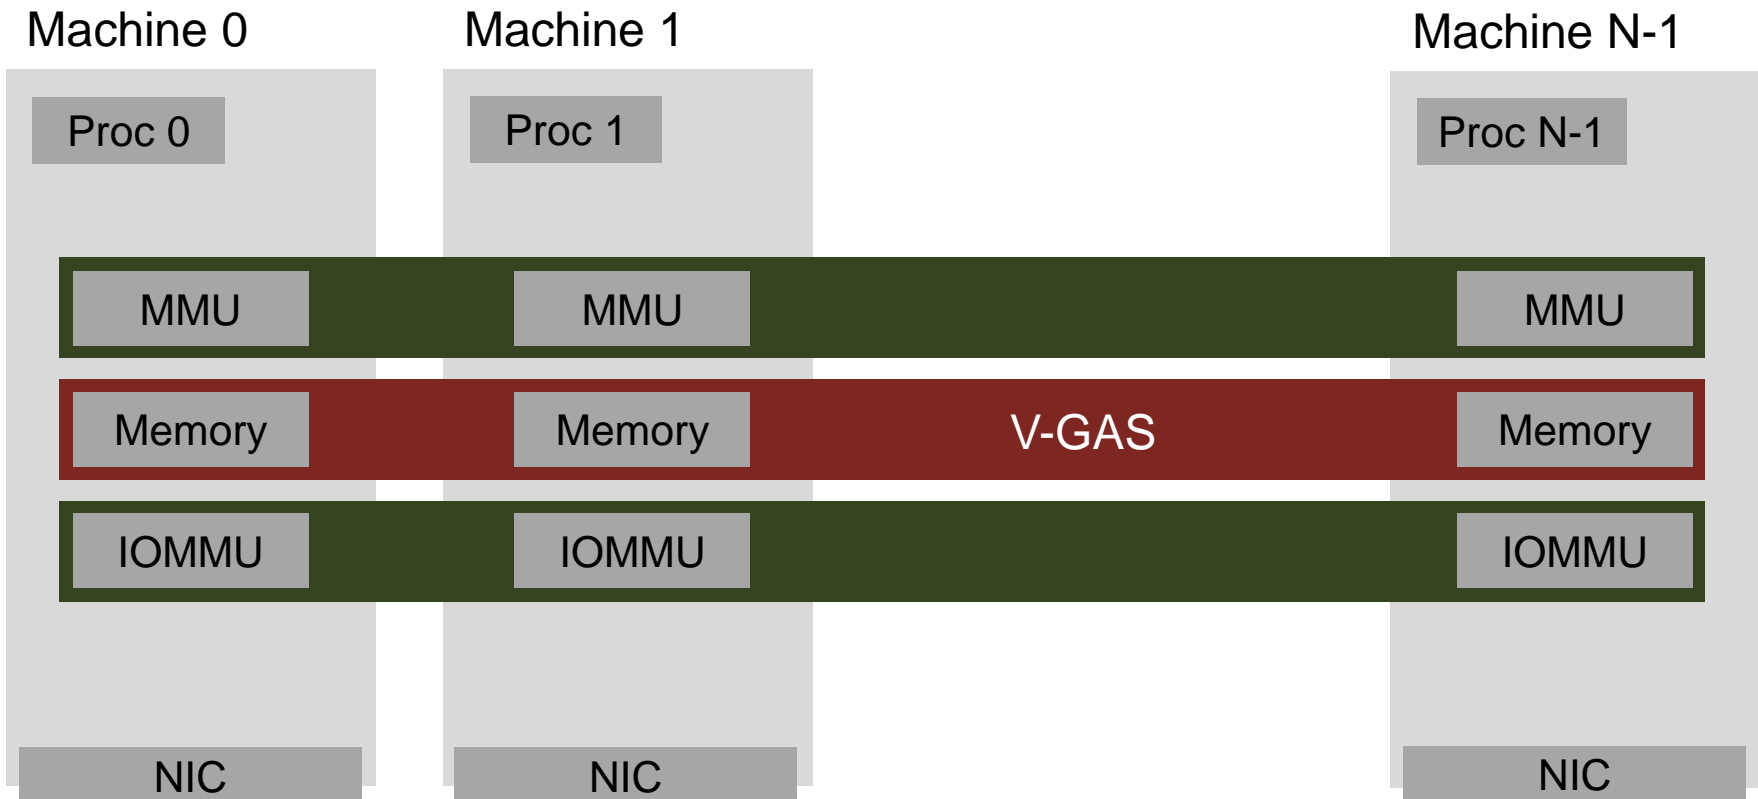 Machine 0
Machine 1
Machine N-1
Proc 0
Proc 1
Proc N-1
MMU
MMU
MMU
Memory
Memory
V-GAS
Memory
IOMMU
IOMMU
IOMMU
NIC
NIC
NIC